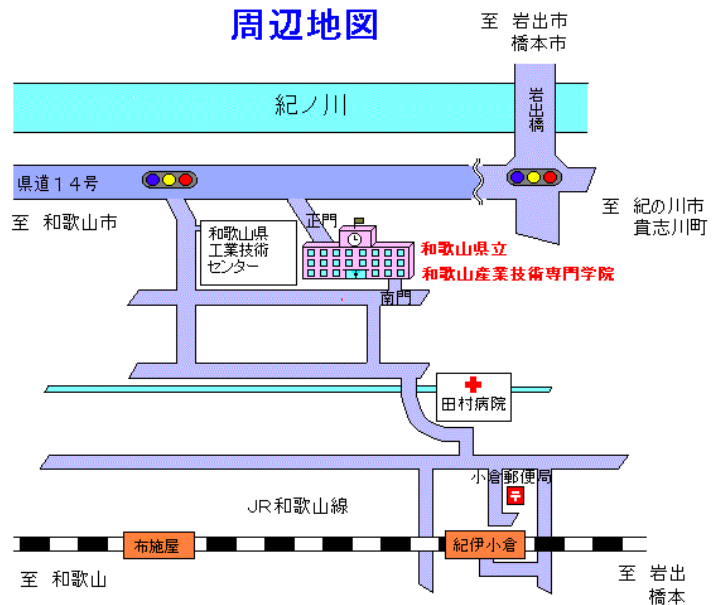 周辺地図
至 岩出市
橋本市
岩出橋
紀ノ川
県道１４号
至 和歌山市
至 紀の川市
貴志川町
正門
和歌山県
工業技術
センター
和歌山県立
和歌山産業技術専門学院
南門
田村病院
小倉郵便局
〒
JR和歌山線
布施屋
紀伊小倉
至 和歌山
至 岩出
橋本